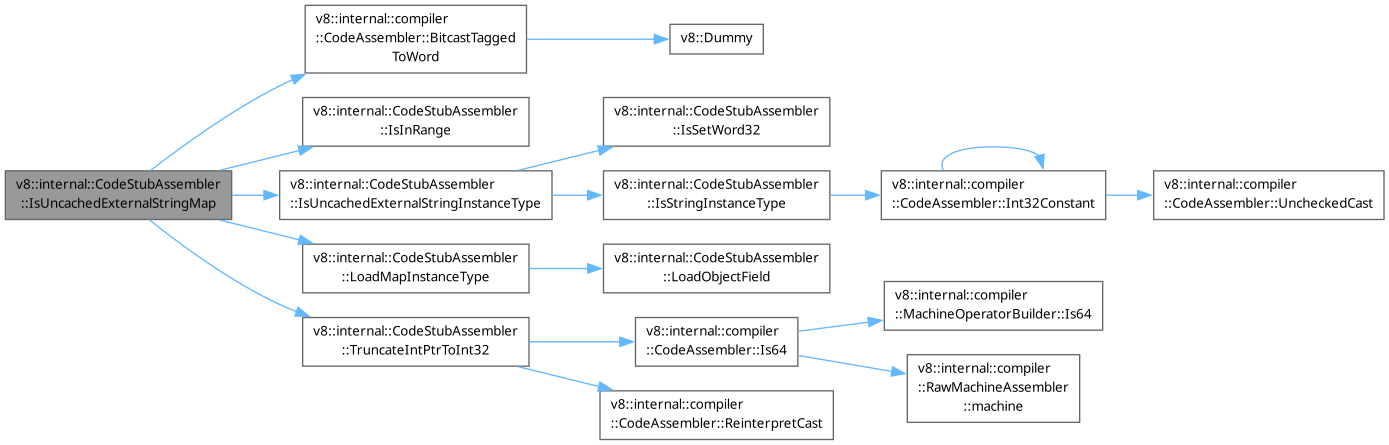 v8::internal::compiler
::CodeAssembler::BitcastTagged
ToWord
v8::Dummy
v8::internal::CodeStubAssembler
::IsInRange
v8::internal::CodeStubAssembler
::IsSetWord32
v8::internal::CodeStubAssembler
::IsUncachedExternalStringMap
v8::internal::CodeStubAssembler
::IsUncachedExternalStringInstanceType
v8::internal::CodeStubAssembler
::IsStringInstanceType
v8::internal::compiler
::CodeAssembler::Int32Constant
v8::internal::compiler
::CodeAssembler::UncheckedCast
v8::internal::CodeStubAssembler
::LoadMapInstanceType
v8::internal::CodeStubAssembler
::LoadObjectField
v8::internal::CodeStubAssembler
::TruncateIntPtrToInt32
v8::internal::compiler
::CodeAssembler::Is64
v8::internal::compiler
::MachineOperatorBuilder::Is64
v8::internal::compiler
::RawMachineAssembler
::machine
v8::internal::compiler
::CodeAssembler::ReinterpretCast